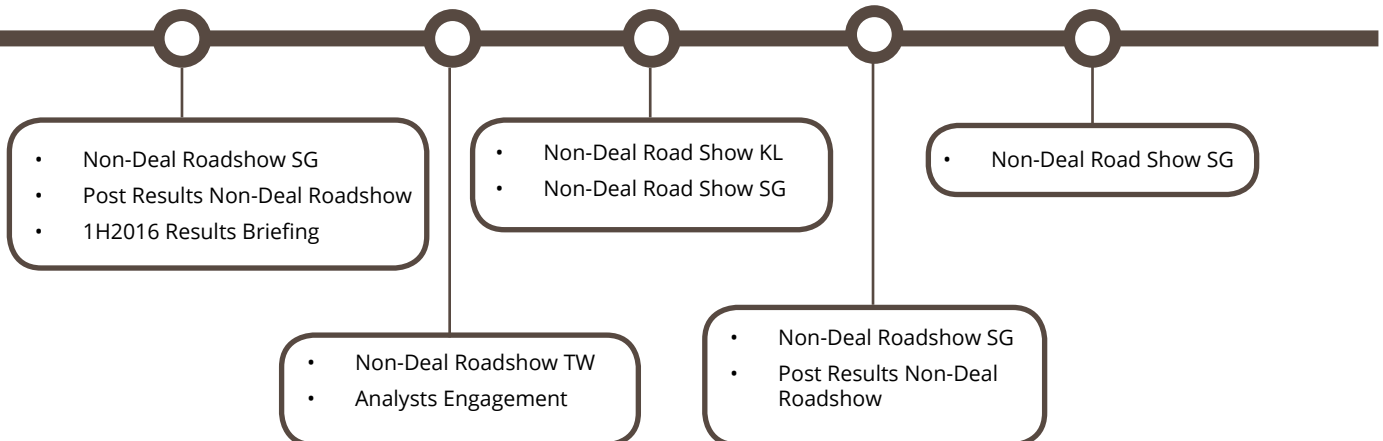 • Non-Deal Roadshow SG
• Post Results Non-Deal Roadshow
• 1H2016 Results Briefing
• Non-Deal Roadshow TW
• Analysts Engagement
• Non-Deal Road Show KL
• Non-Deal Road Show SG
• Non-Deal Roadshow SG
• Post Results Non-Deal
Roadshow
• Non-Deal Road Show SG